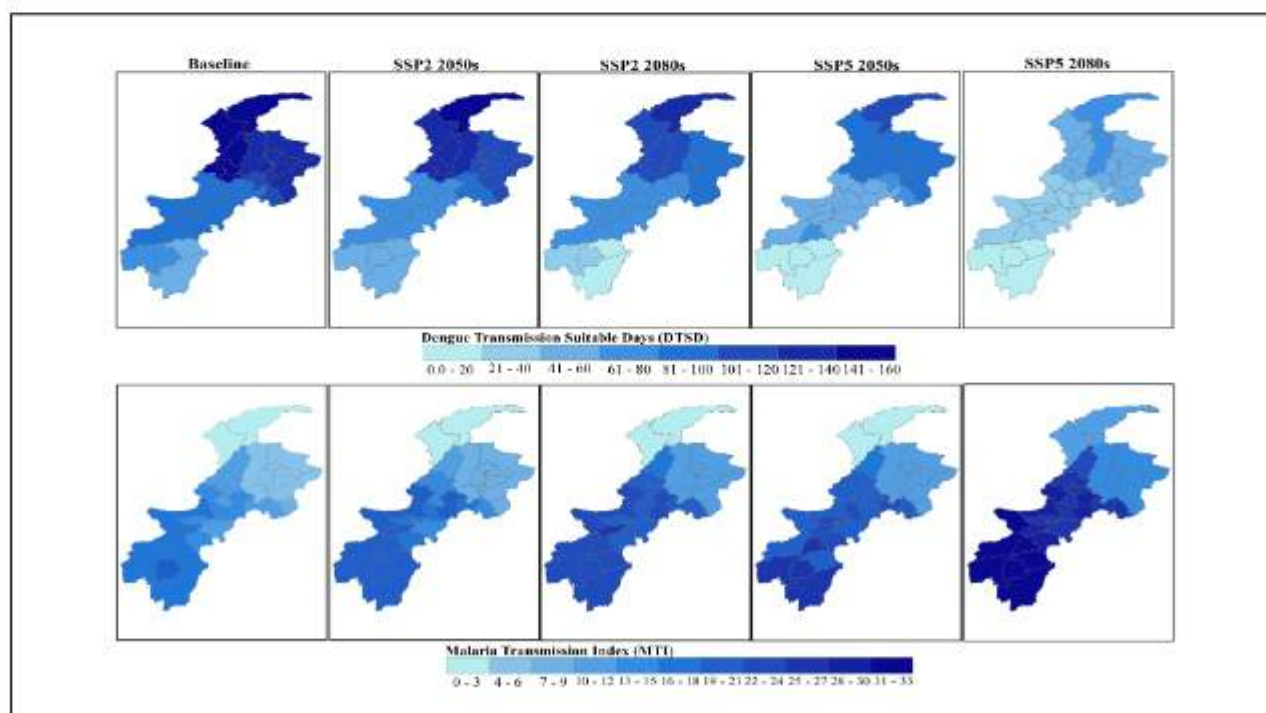 Baseline SSP2 2050s SSP2 2080s SSP5 2050s SSP5 2080s
Dengue Transmission Suitable Days (DTSD)
0.0 - 20 21 - 40 41 - 60 61 - 80 81 - 100 101 - 120 121 - 140 141 - 160
Malaria Transmission Index (MTI)
0 - 3 4 - 6 7 - 9 10 - 12 13 - 15 16 - 18 19 - 21 22 - 24 25 - 27 28 - 30 31 - 33